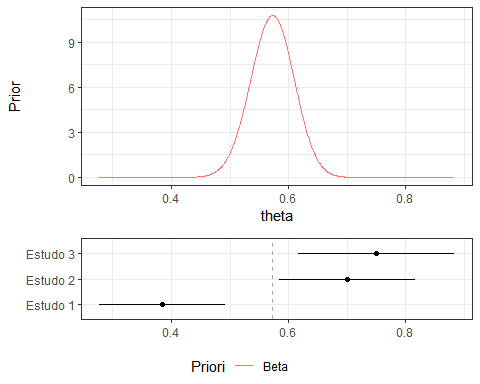 Prior
9
6
3
0
0.4 0.6 0.8
theta
Estudo 3
Estudo 2
Estudo 1
0.4 0.6 0.8
Priori Beta